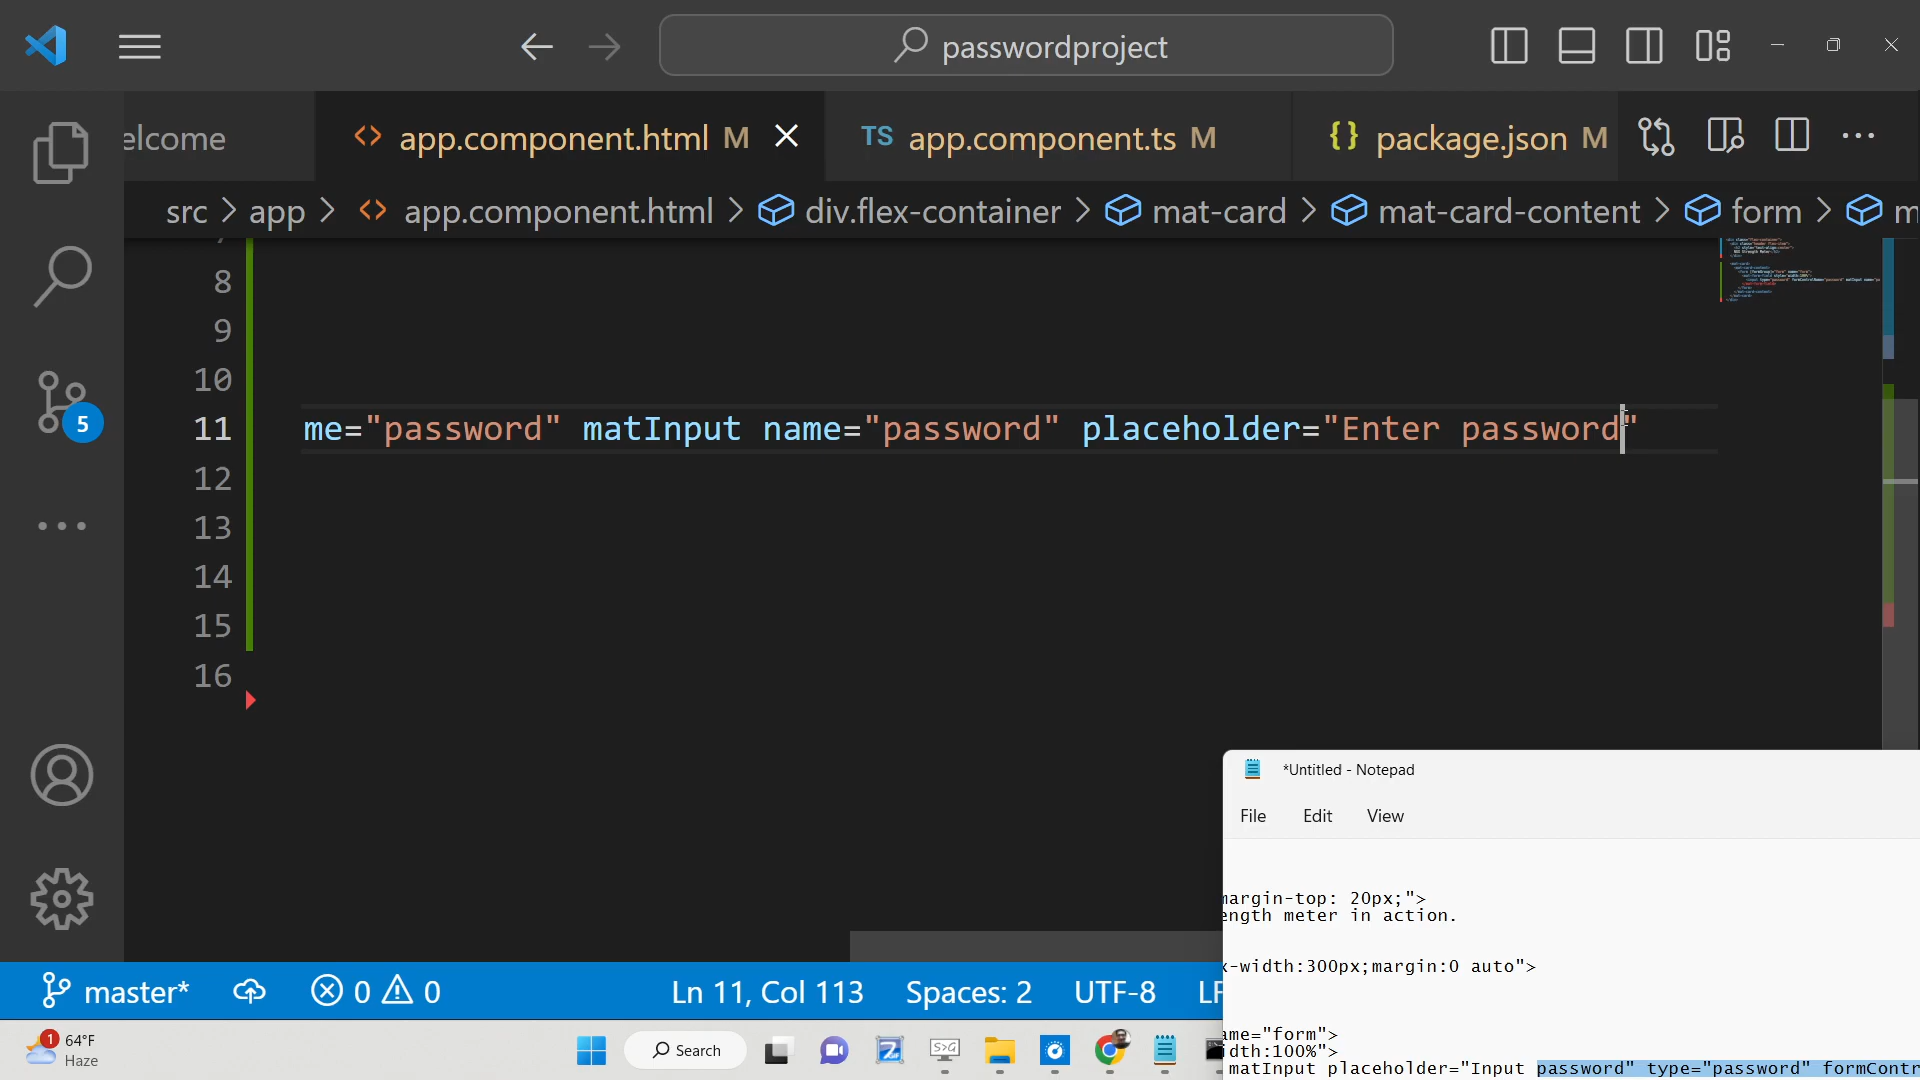 passwordproject
elcome
app.component.html M
TS app.component.ts M
{} package.json M
src > app > <> app.component.html > div.flex-container > mat-card > mat-card-content > form > m
8
9
10
11 me="password" matInput name="password" placeholder="Enter password"
12
13
14
15
16
5
*Untitled - Notepad
File Edit View
margin-top: 20px;">
ength meter in action.
x-width:300px;margin:0 auto">
ame="form">
idth:100%">
matInput placeholder="Input password" type="password" formContr
master* 0 0 Ln 11, Col 113 Spaces: 2 UTF-8 LF
1 64°F
Haze
Search